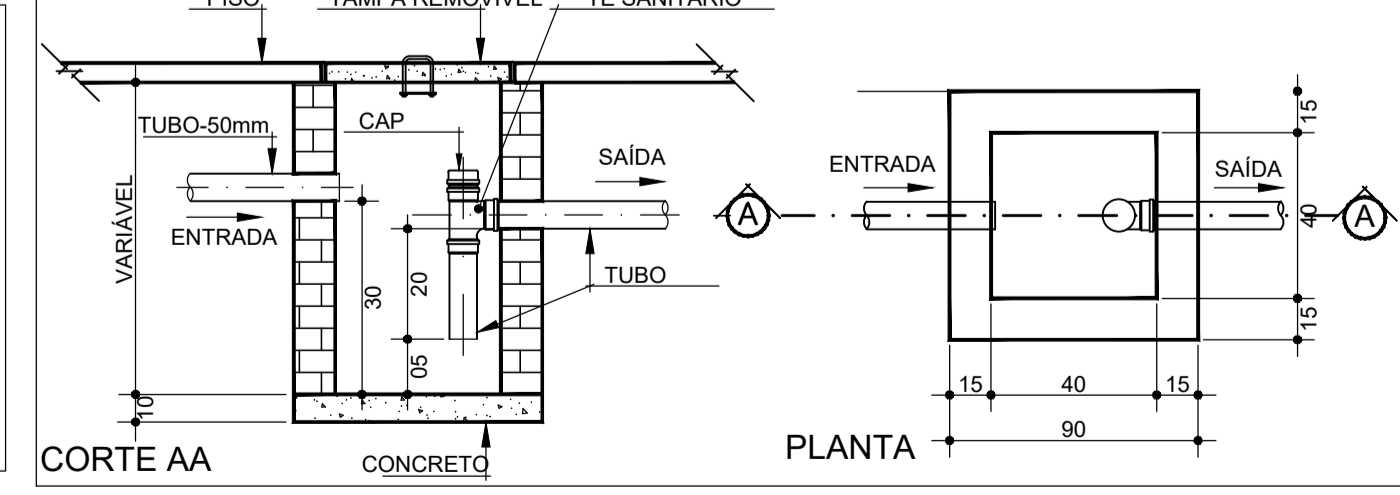 PISO
TAMPA REMOVÍVEL
TÊ SANITÁRIO
TUBO-50mm
CAP
SAÍDA
ENTRADA
VARIÁVEL
30
20
05
10
TUBO
CORTE AA
CONCRETO
ENTRADA
SAÍDA
A
A
15
40
15
15
40
15
90
PLANTA